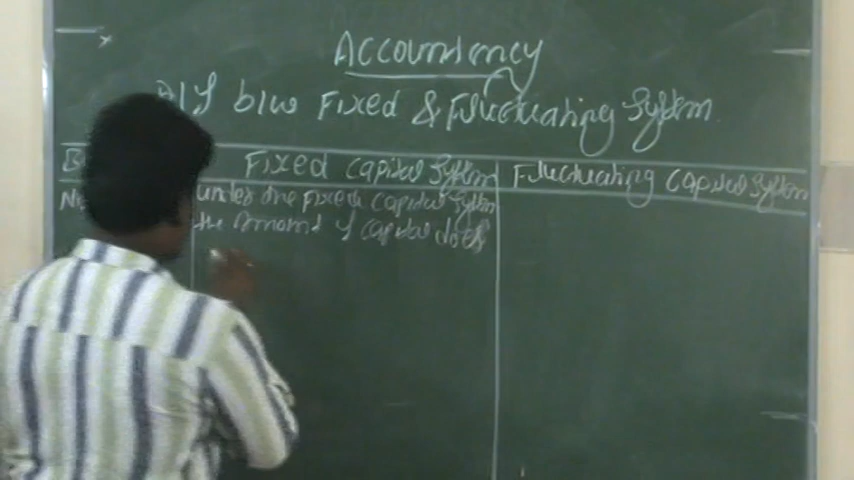 Accountancy
D/f b/w Fixed & Fluctuating System
B Fixed capital System Fluctuating capital System
N under the fixed capital System
the Amount of capital does